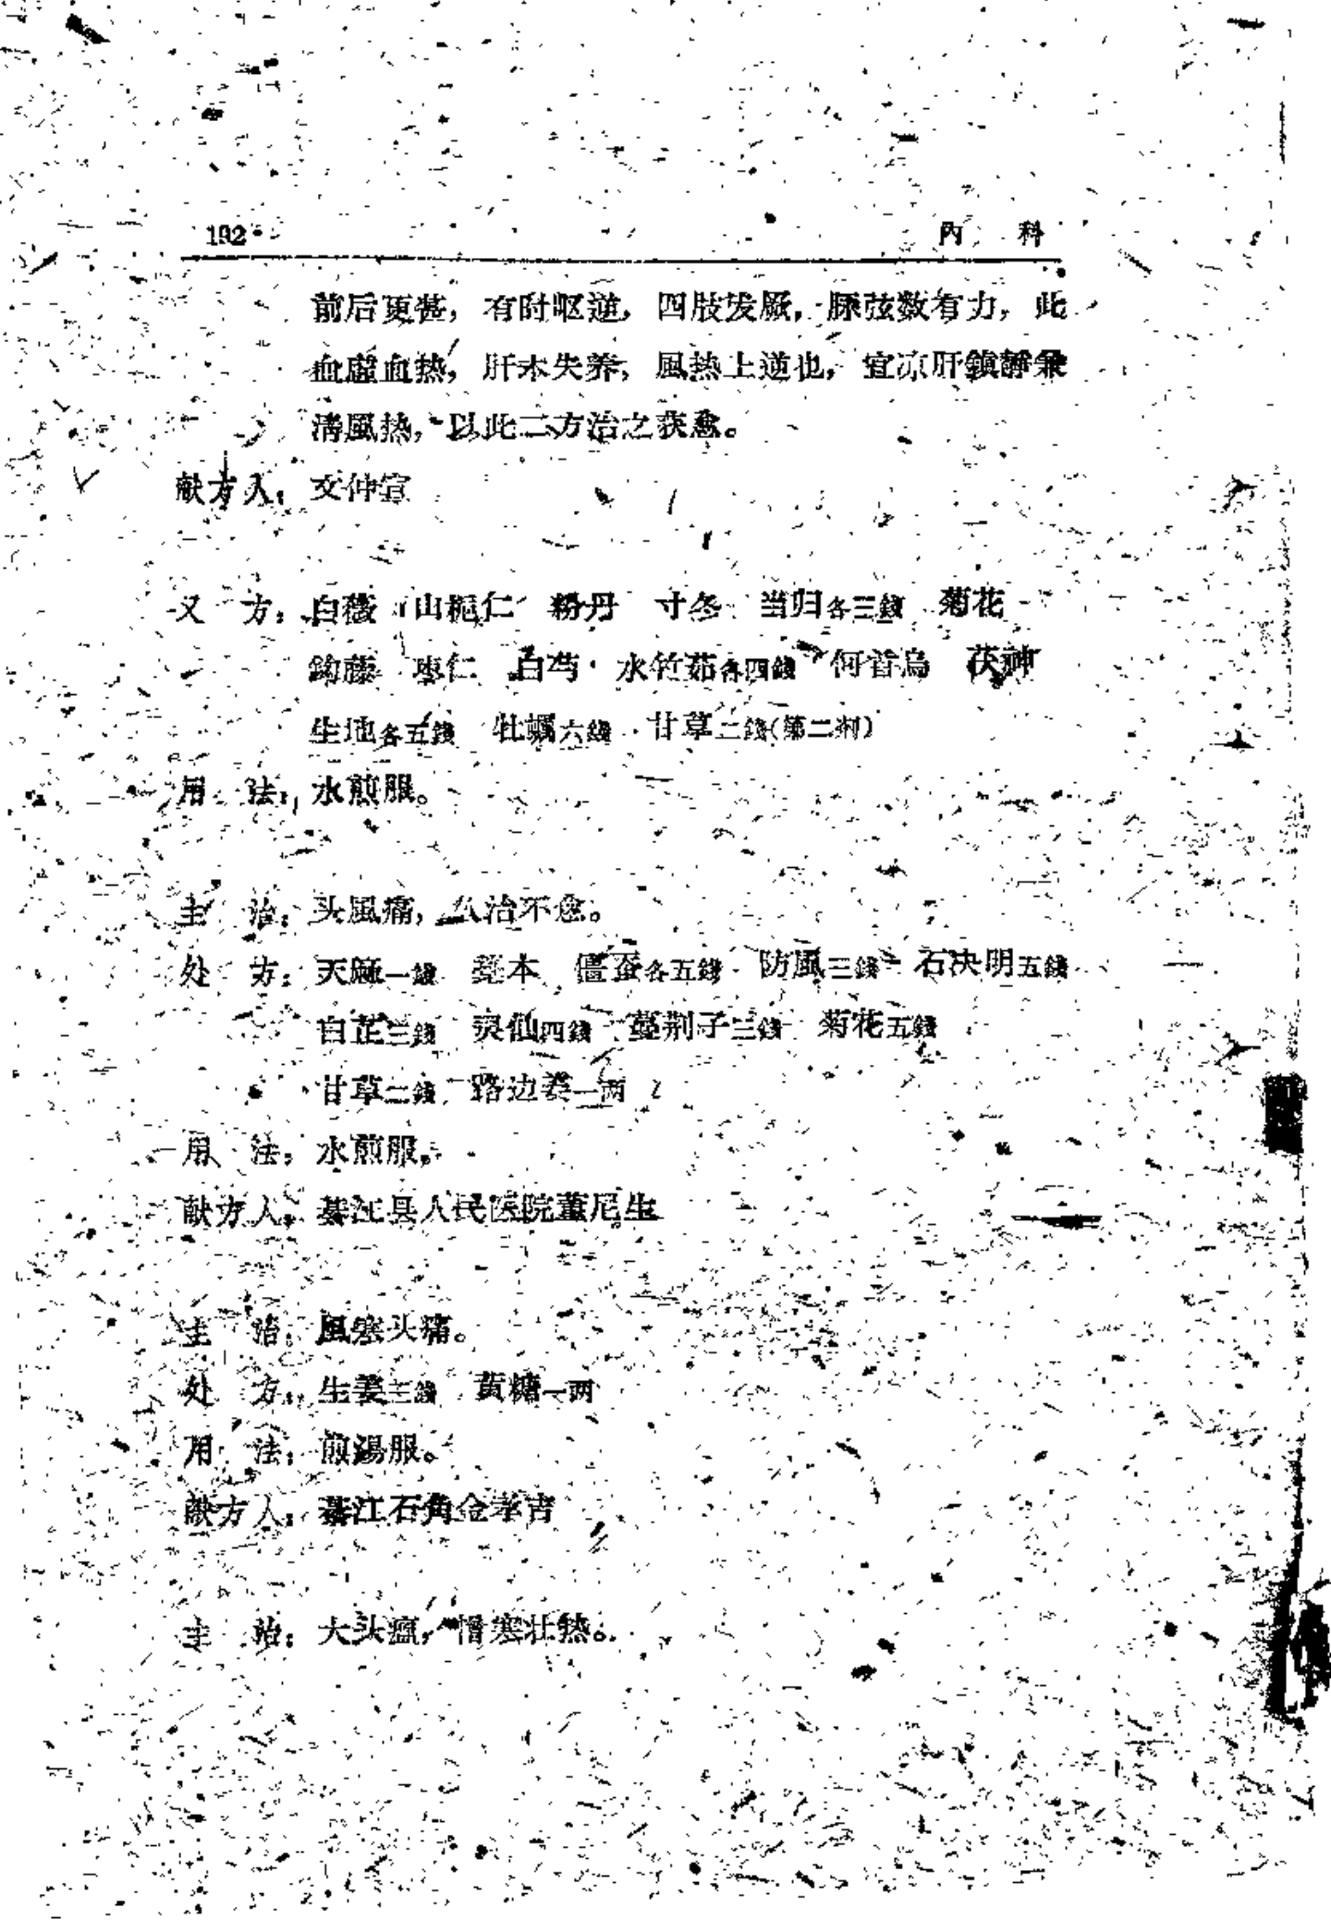 192
內 科
前后更甚，有时呕逆，四肢发厥，脉弦数有力，此
血虛血热，肝木失养，風热上逆也，宜凉肝鎮靜兼
清風热，以此二方治之获愈。
献方人：文仲宣
又 方：白薇 山梔仁 粉丹 寸冬 当归各三錢 菊花
鈎藤 枣仁 白芍 水竹茹各四錢 何首烏 茯神
生地各五錢 牡蠣六錢 甘草二錢(第二剂)
用 法：水煎服。
主 治：头風痛，久治不愈。
处 方：天麻一錢 藁本 僵蚕各五錢 防風三錢 石决明五錢
白芷三錢 灵仙四錢 蔓荆子三錢 菊花五錢
甘草二錢 路边姜一两
用 法：水煎服。
献方人：綦江县人民医院董尼生
主 治：風寒头痛。
处 方：生姜三錢 黄糖一两
用 法：煎湯服。
献方人：綦江石角金孝吉
主 治：大头瘟，憎寒壮热。